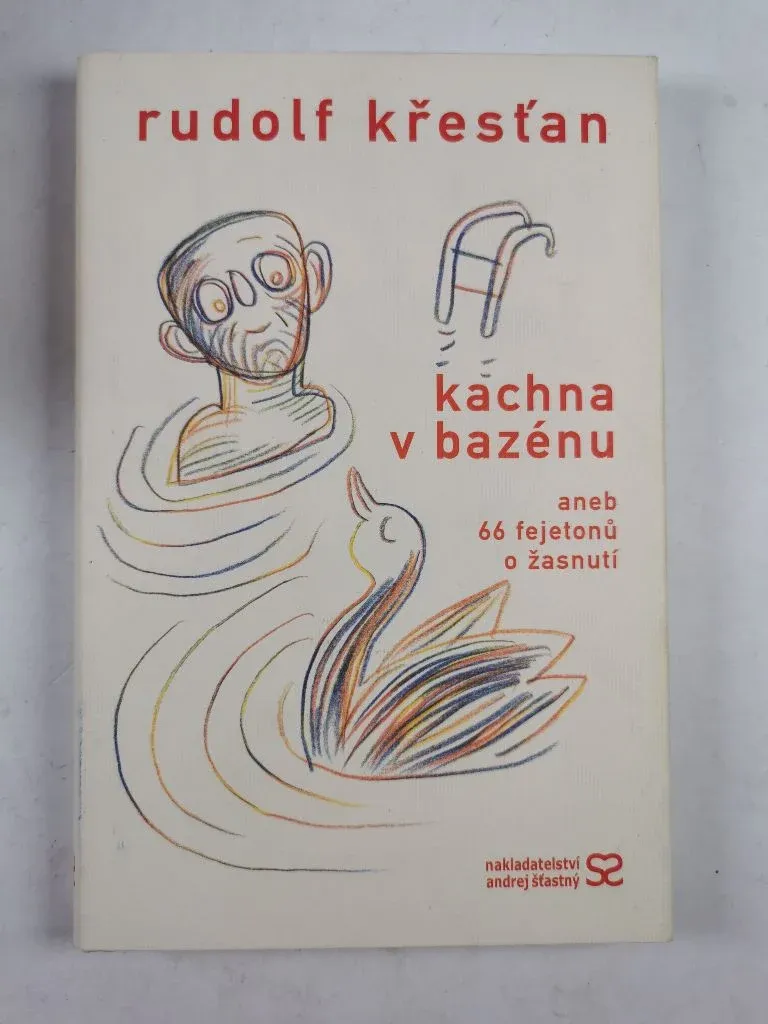 rudolf křesťan
kachna
v bazénu
aneb
66 fejetonů
o žasnutí
nakladatelství
andrej šťastný